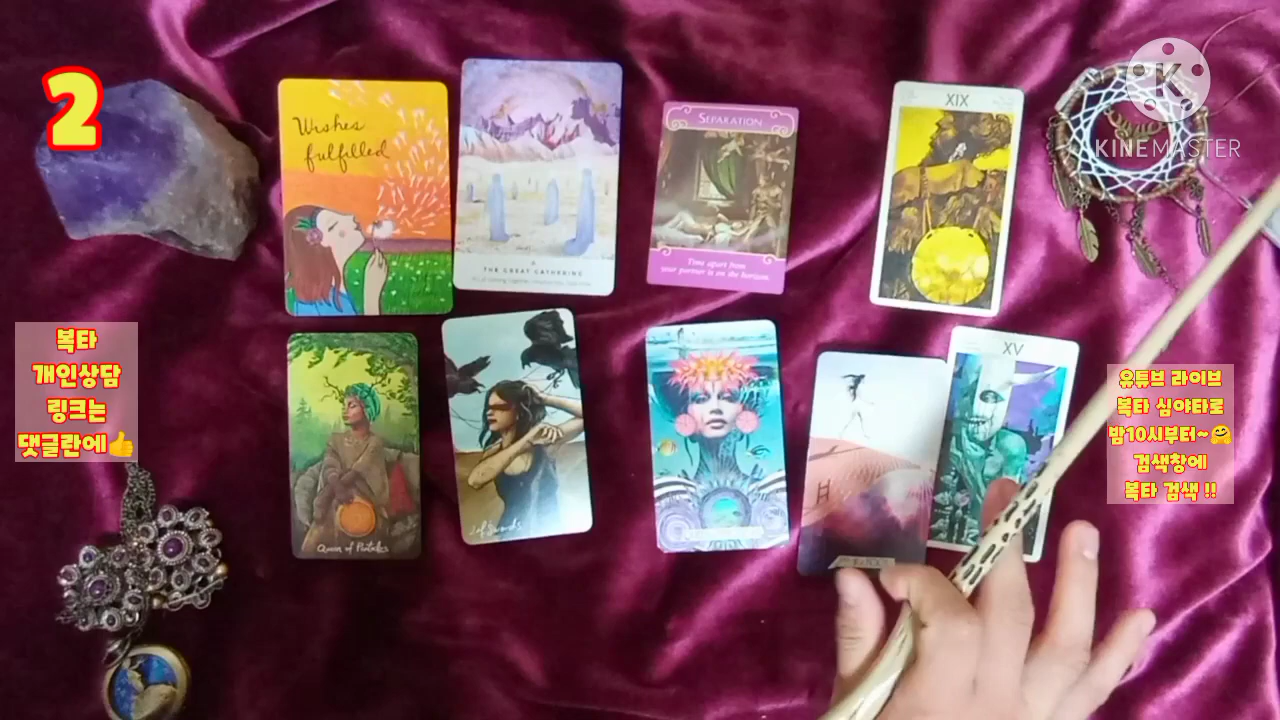 2
Wishes
fulfilled
THE GREAT GATHERING
SEPARATION
Time apart from
your partner is on the horizon.
XIX
KINEMASTER
복타
개인상담
링크는
댓글란에👍
Queen of Pentacles
of Swords
XV
유튜브 라이브
복타 심야타로
밤10시부터~🤗
검색창에
복타 검색 !!